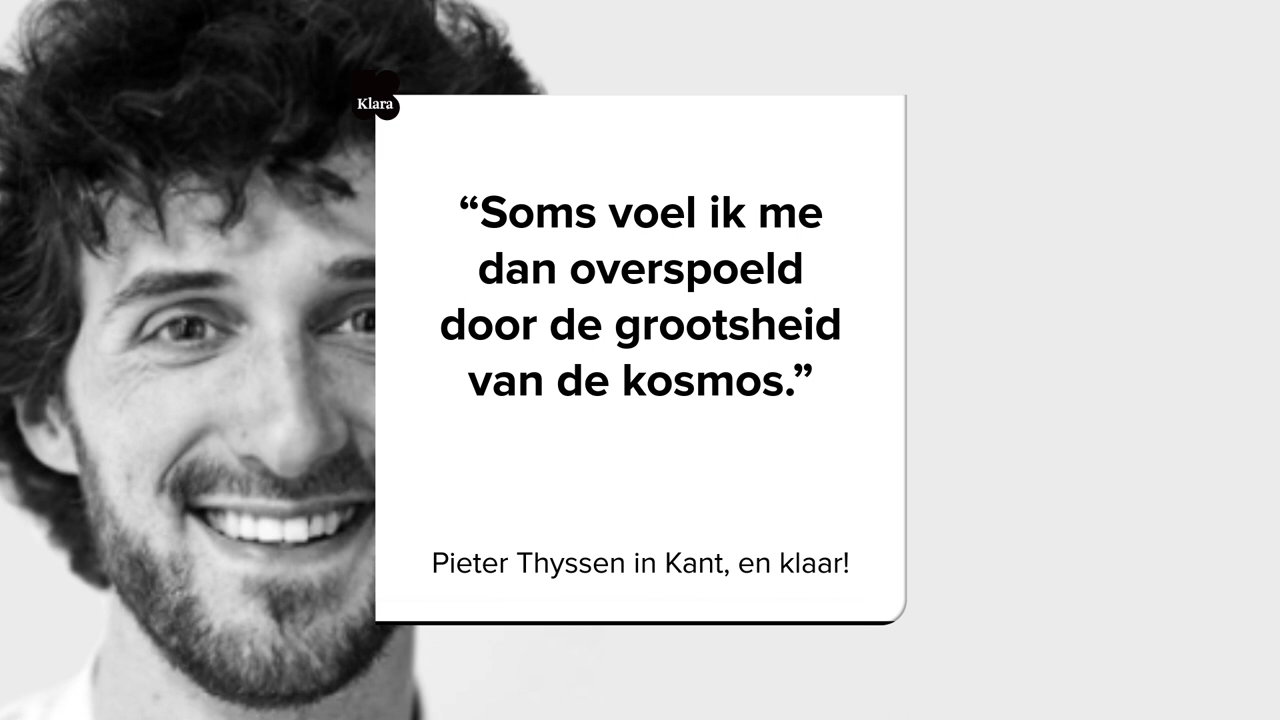 Klara
“Soms voel ik me
dan overspoeld
door de grootsheid
van de kosmos.”
Pieter Thyssen in Kant, en klaar!